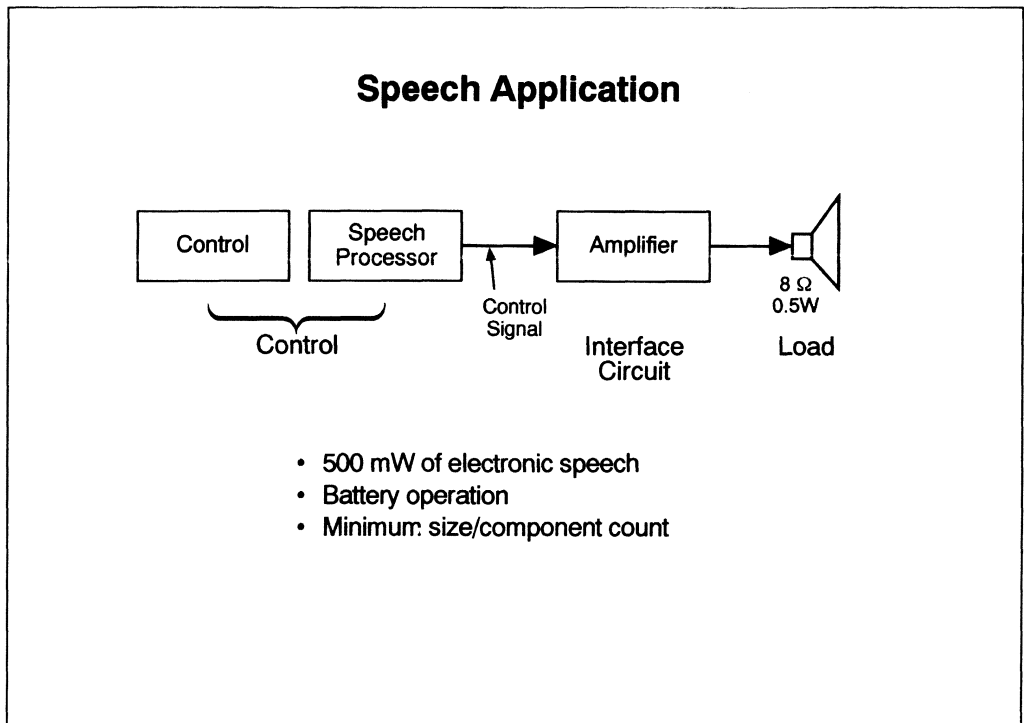 Speech Application
Control
Speech
Processor
Amplifier
8 Ω
0.5W
Control
Signal
Control
Interface
Circuit
Load
• 500 mW of electronic speech
• Battery operation
• Minimum size/component count